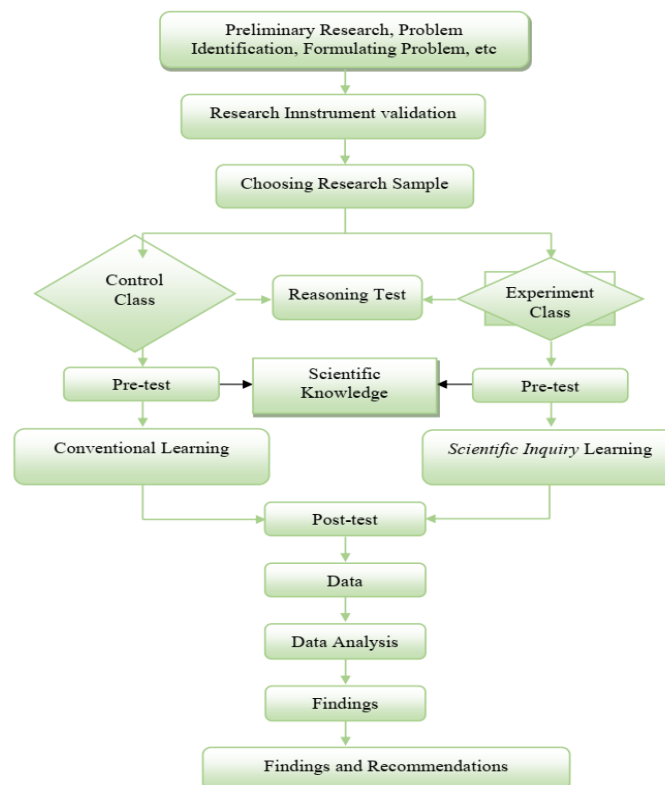 Preliminary Research, Problem
Identification, Formulating Problem, etc
Research Innstrument validation
Choosing Research Sample
Control
Class
Reasoning Test
Experiment
Class
Pre-test
Scientific
Knowledge
Pre-test
Conventional Learning
Scientific Inquiry Learning
Post-test
Data
Data Analysis
Findings
Findings and Recommendations